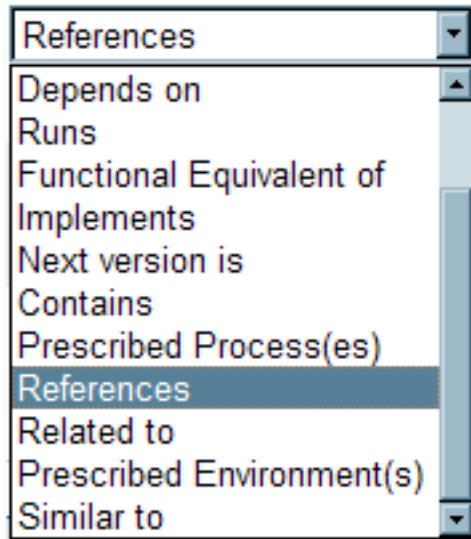 References
Depends on
Runs
Functional Equivalent of
Implements
Next version is
Contains
Prescribed Process(es)
References
Related to
Prescribed Environment(s)
Similar to